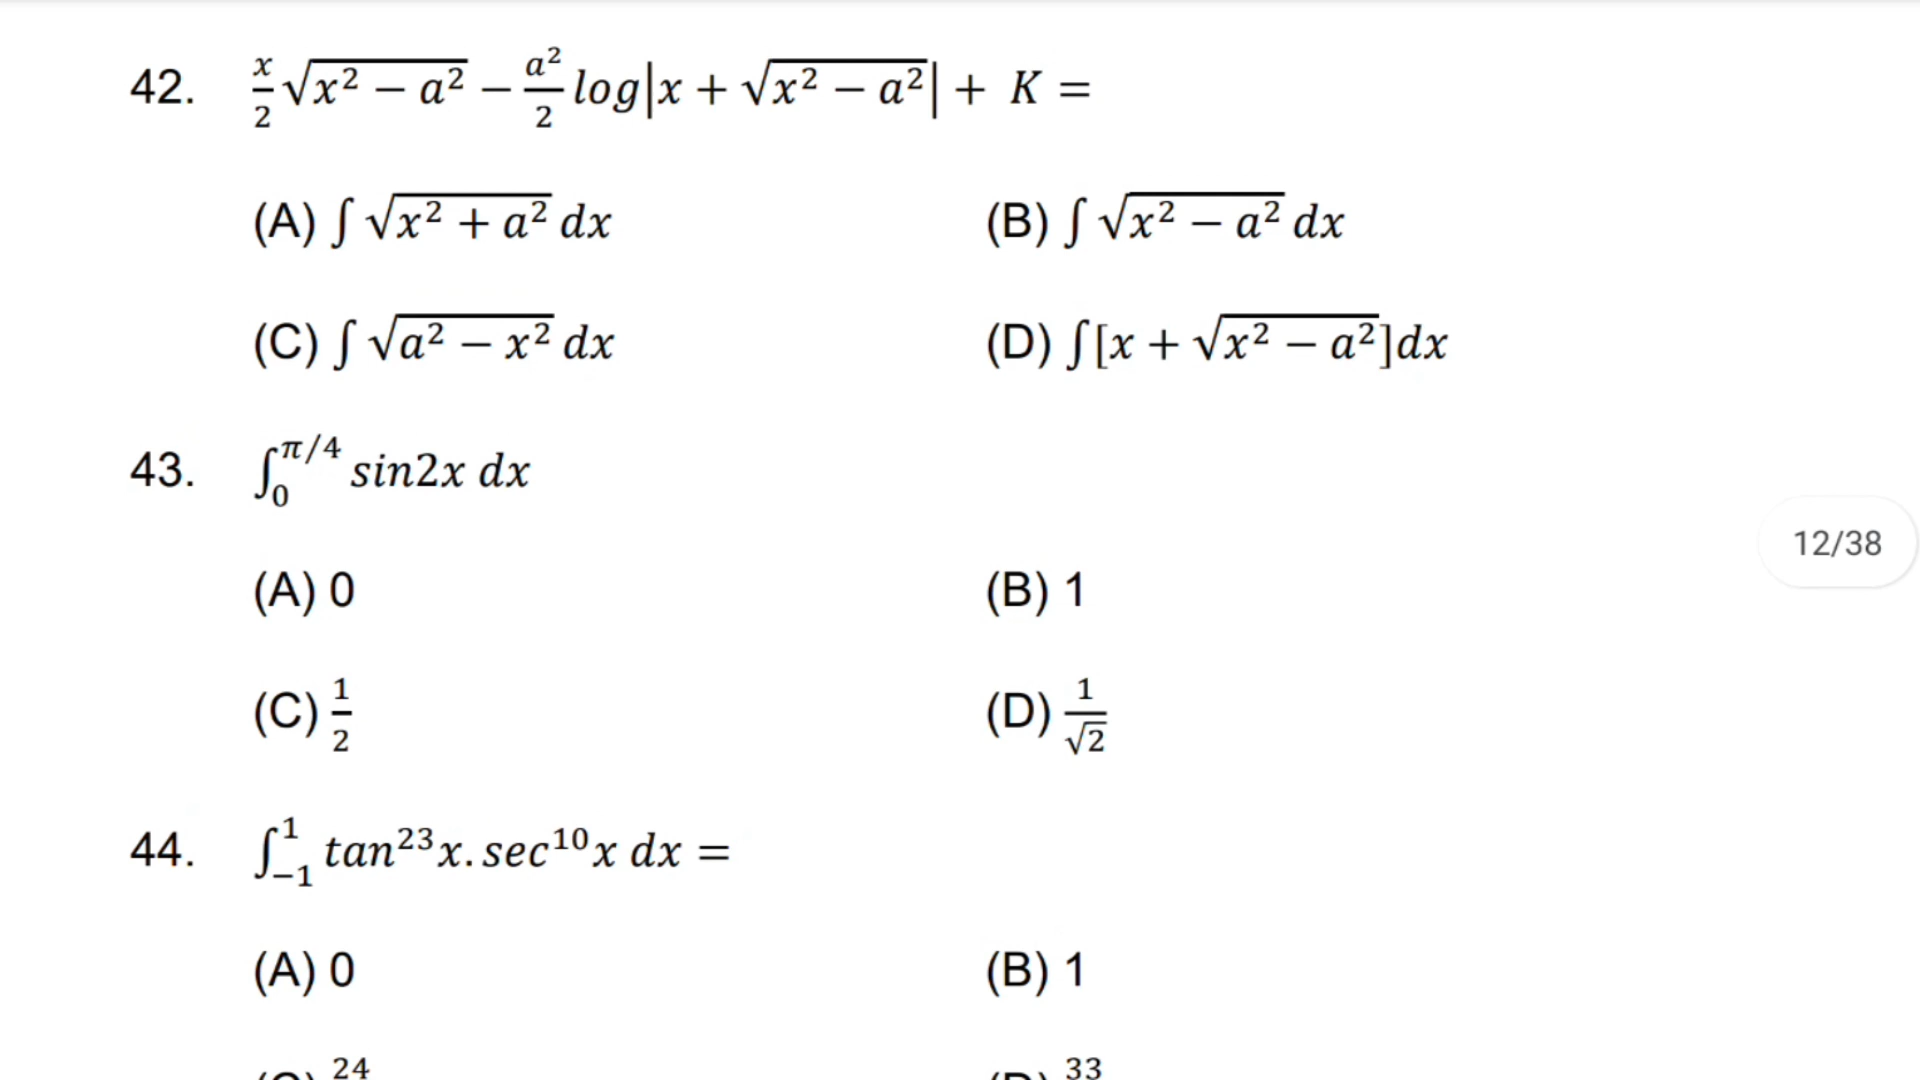 42. x/2 √(x² – a²) – a²/2 log|x + √(x² – a²)| + K =
(A) ∫ √(x² + a²) dx (B) ∫ √(x² – a²) dx
(C) ∫ √(a² – x²) dx (D) ∫[x + √(x² – a²)]dx
43. ∫₀^π/4 sin2x dx
12/38
(A) 0 (B) 1
(C) 1/2 (D) 1/√2
44. ∫₋₁¹ tan²³x. sec¹⁰x dx =
(A) 0 (B) 1
24 33